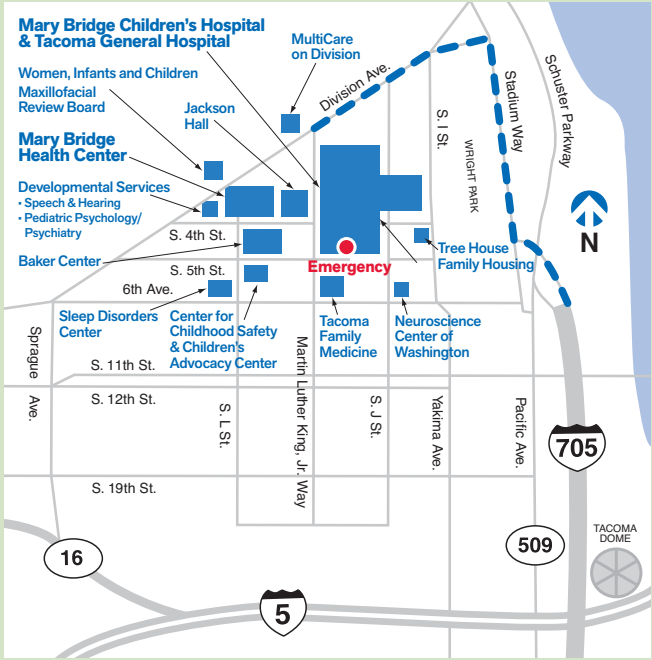 Mary Bridge Children's Hospital
& Tacoma General Hospital
MultiCare
on Division
Women, Infants and Children
Maxillofacial
Review Board
Jackson
Hall
Division Ave.
Stadium Way
Schuster Parkway
S. I St.
WRIGHT PARK
Mary Bridge
Health Center
Developmental Services
• Speech & Hearing
• Pediatric Psychology/
Psychiatry
N
S. 4th St.
Baker Center
Tree House
Family Housing
S. 5th St.
Emergency
6th Ave.
Sleep Disorders
Center
Center for
Childhood Safety
& Children's
Advocacy Center
Tacoma
Family
Medicine
Neuroscience
Center of
Washington
Sprague
Ave.
S. 11th St.
S. 12th St.
S. L St.
Martin Luther King, Jr. Way
S. J St.
Yakima Ave.
Pacific Ave.
705
S. 19th St.
16
509
TACOMA
DOME
5